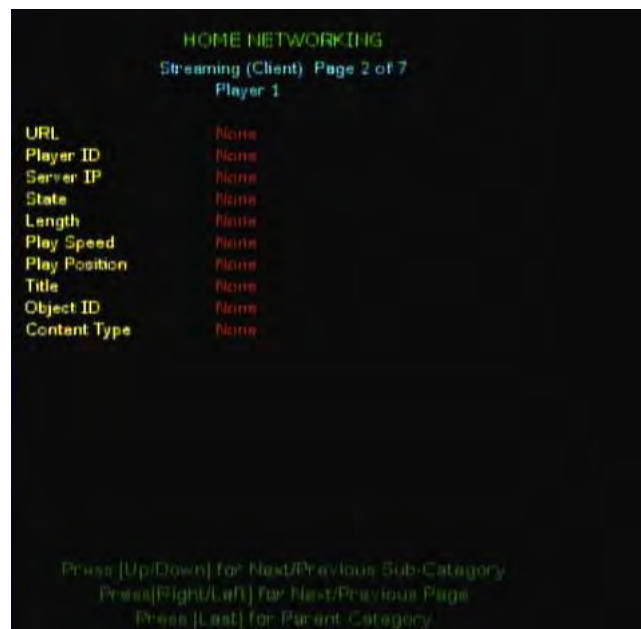 HOME NETWORKING
Streaming (Client) Page 2 of 7
Player 1
URL None
Player ID None
Server IP None
State None
Length None
Play Speed None
Play Position None
Title None
Object ID None
Content Type None
Press [Up/Down] for Next/Previous Sub-Category
Press[Right/Left] for Next/Previous Page
Press [Last] for Parent Category